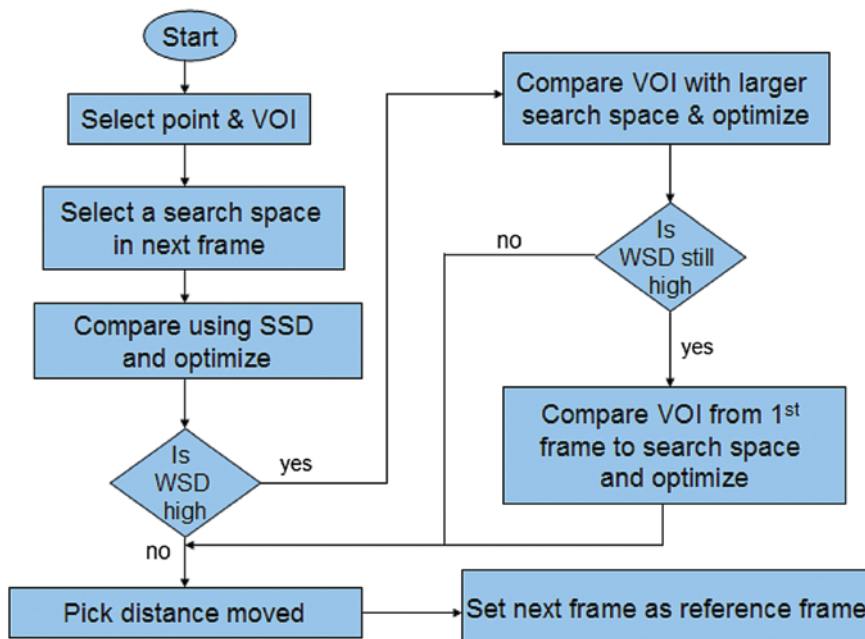 Start
Select point & VOI
Select a search space
in next frame
Compare using SSD
and optimize
Is
WSD
high
yes
no
Compare VOI with larger
search space & optimize
Is
WSD still
high
no
yes
Compare VOI from 1st
frame to search space
and optimize
Pick distance moved
Set next frame as reference frame